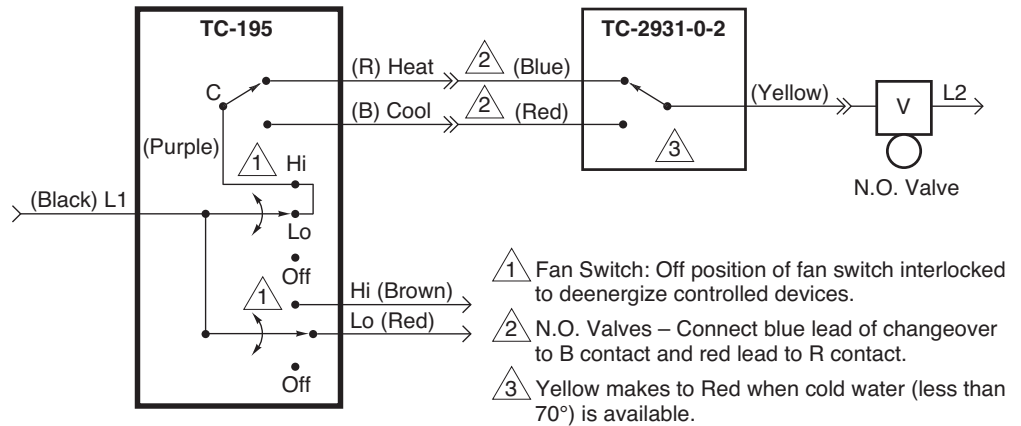 TC-195
TC-2931-0-2
(R) Heat
2
(Blue)
C
(B) Cool
2
(Red)
(Yellow)
V
L2
(Purple)
1
Hi
3
N.O. Valve
(Black) L1
Lo
Off
1
Hi (Brown)
Lo (Red)
Off
1 Fan Switch: Off position of fan switch interlocked
to deenergize controlled devices.
2 N.O. Valves – Connect blue lead of changeover
to B contact and red lead to R contact.
3 Yellow makes to Red when cold water (less than
70°) is available.